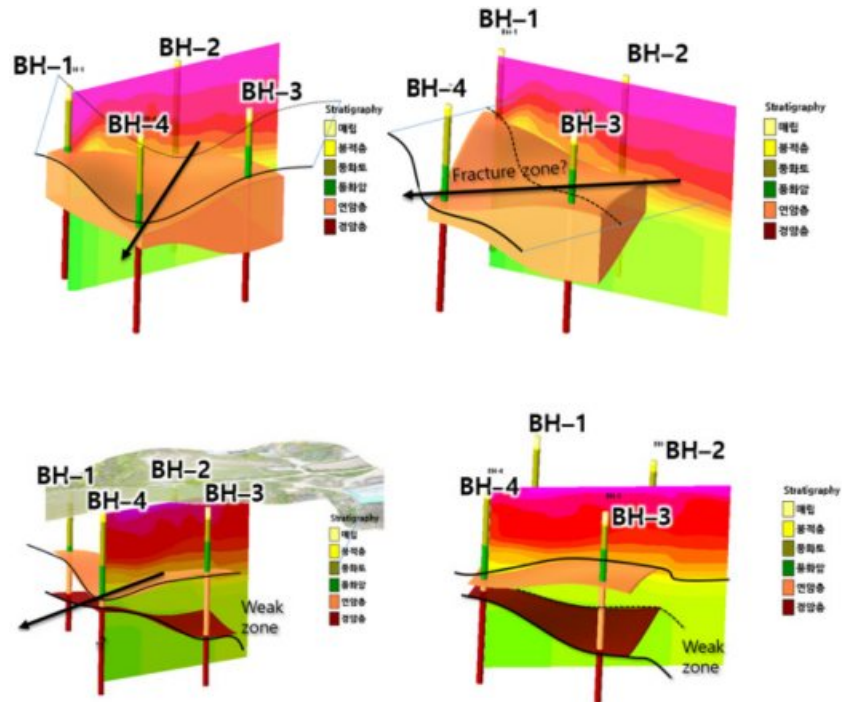 BH-1
BH-2
BH-3
BH-4
Stratigraphy
매립
붕적층
풍화토
풍화암
연암층
경암층
BH-1
BH-2
BH-4
BH-3
Fracture zone?
Stratigraphy
매립
붕적층
풍화토
풍화암
연암층
경암층
BH-1
BH-2
BH-4
BH-3
Weak
zone
Stratigraphy
매립
붕적층
풍화토
풍화암
연암층
경암층
BH-1
BH-2
BH-4
BH-3
Weak
zone
Stratigraphy
매립
붕적층
풍화토
풍화암
연암층
경암층